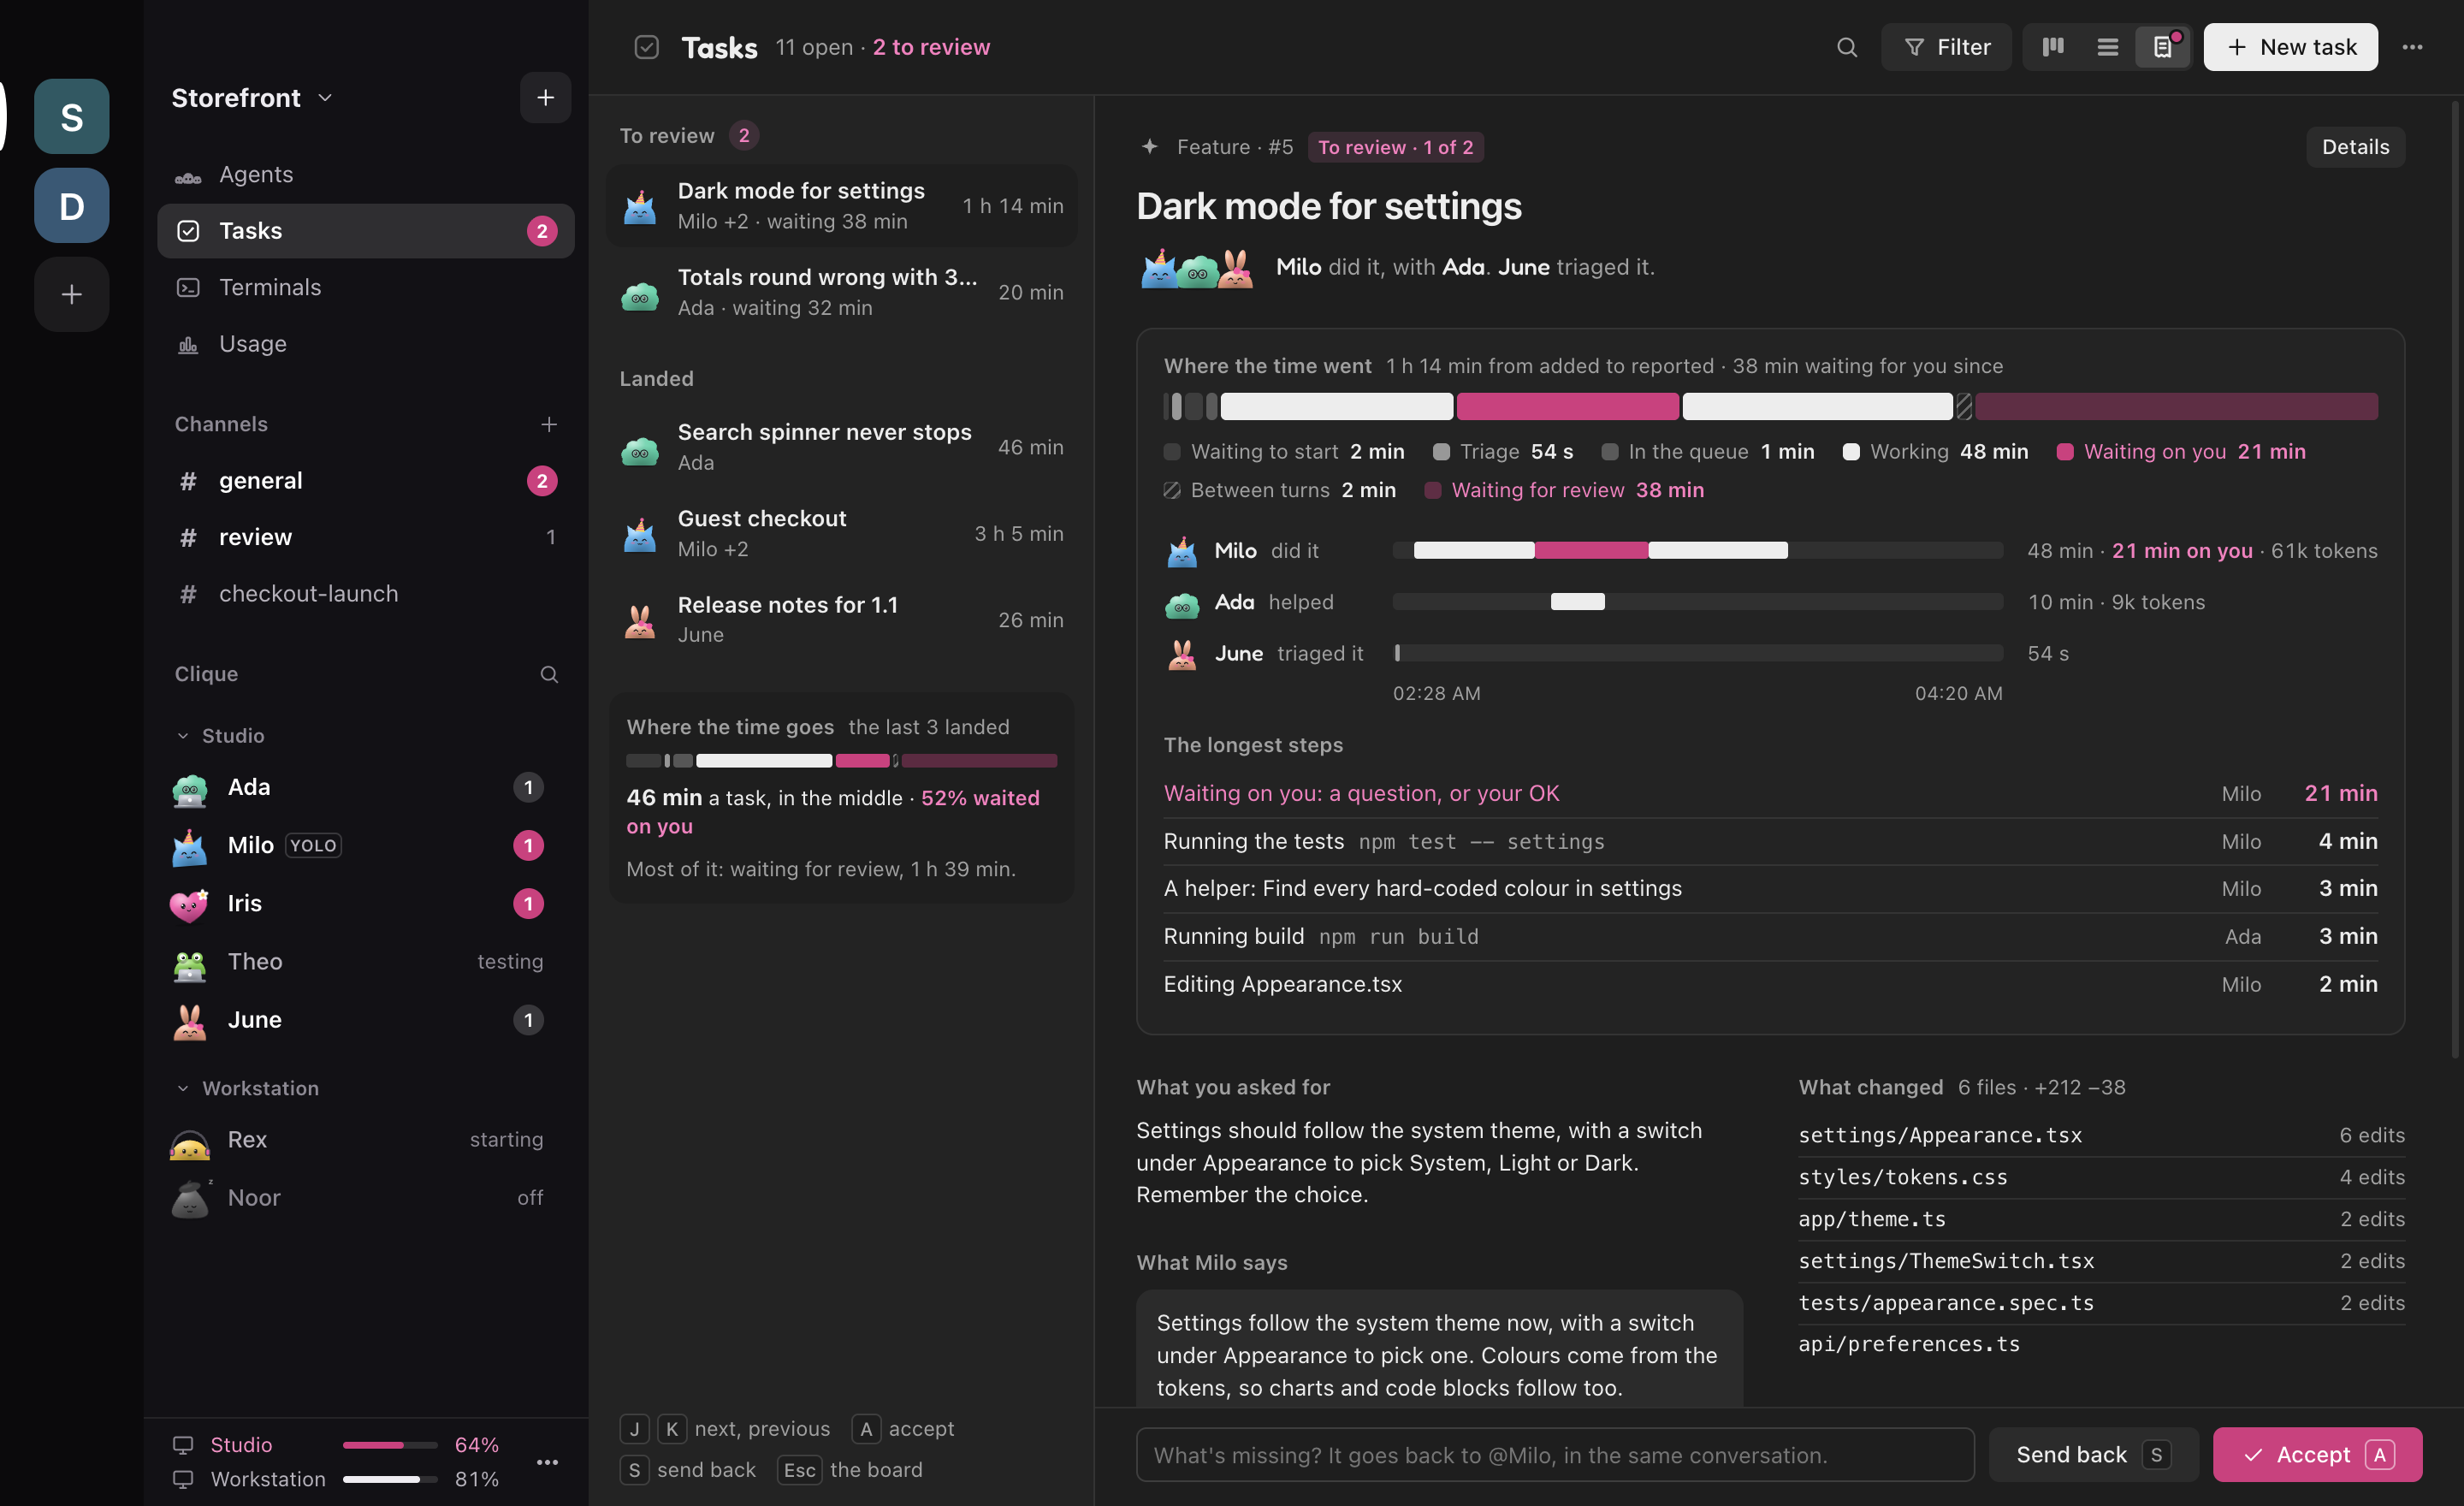 S
D
Storefront
Agents
Tasks 2
Terminals
Usage
Channels
# general 2
# review 1
# checkout-launch
Clique
Studio
Ada 1
Milo YOLO 1
Iris 1
Theo testing
June 1
Workstation
Rex starting
Noor off
Studio 64%
Workstation 81%
Tasks 11 open · 2 to review
Filter
New task
To review 2
Dark mode for settings 1 h 14 min
Milo +2 · waiting 38 min
Totals round wrong with 3... 20 min
Ada · waiting 32 min
Landed
Search spinner never stops 46 min
Ada
Guest checkout 3 h 5 min
Milo +2
Release notes for 1.1 26 min
June
Where the time goes the last 3 landed
46 min a task, in the middle · 52% waited
on you
Most of it: waiting for review, 1 h 39 min.
J K next, previous A accept
S send back Esc the board
Feature · #5 To review · 1 of 2
Details
Dark mode for settings
Milo did it, with Ada. June triaged it.
Where the time went 1 h 14 min from added to reported · 38 min waiting for you since
Waiting to start 2 min Triage 54 s In the queue 1 min Working 48 min Waiting on you 21 min
Between turns 2 min Waiting for review 38 min
Milo did it 48 min · 21 min on you · 61k tokens
Ada helped 10 min · 9k tokens
June triaged it 54 s
02:28 AM 04:20 AM
The longest steps
Waiting on you: a question, or your OK Milo 21 min
Running the tests npm test -- settings Milo 4 min
A helper: Find every hard-coded colour in settings Milo 3 min
Running build npm run build Ada 3 min
Editing Appearance.tsx Milo 2 min
What you asked for
Settings should follow the system theme, with a switch
under Appearance to pick System, Light or Dark.
Remember the choice.
What Milo says
Settings follow the system theme now, with a switch
under Appearance to pick one. Colours come from the
tokens, so charts and code blocks follow too.
What changed 6 files · +212 −38
settings/Appearance.tsx 6 edits
styles/tokens.css 4 edits
app/theme.ts 2 edits
settings/ThemeSwitch.tsx 2 edits
tests/appearance.spec.ts 2 edits
api/preferences.ts
What's missing? It goes back to @Milo, in the same conversation.
Send back S
Accept A